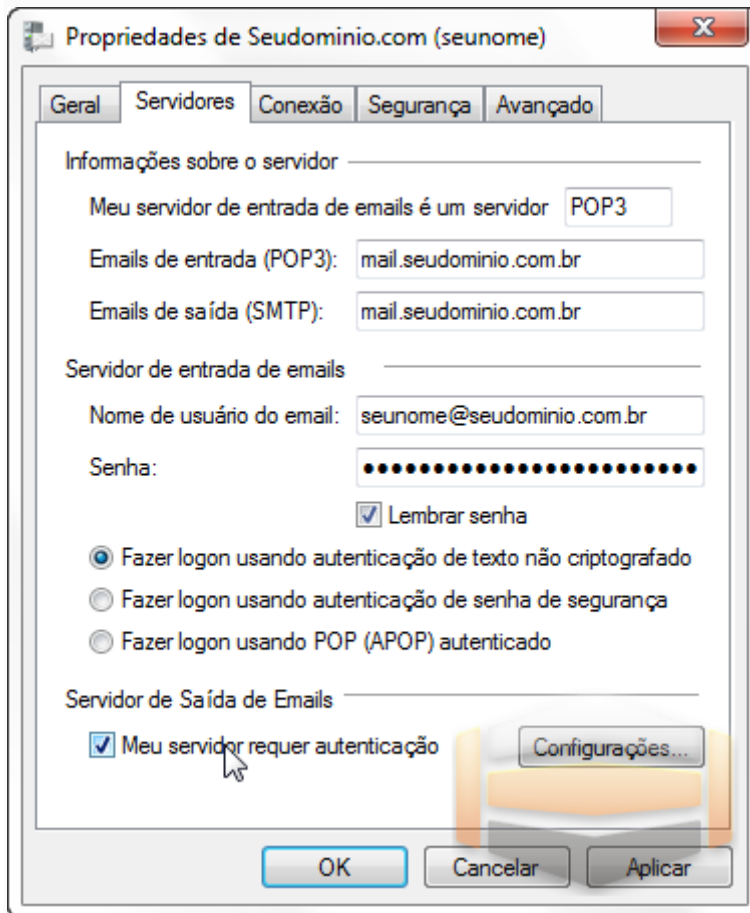 Propriedades de Seudominio.com (seunome)
Geral Servidores Conexão Segurança Avançado
Informações sobre o servidor
Meu servidor de entrada de emails é um servidor POP3
Emails de entrada (POP3): mail.seudominio.com.br
Emails de saída (SMTP): mail.seudominio.com.br
Servidor de entrada de emails
Nome de usuário do email: seunome@seudominio.com.br
Senha: ●●●●●●●●●●●●●●●●●●●●●●●●
Lembrar senha
Fazer logon usando autenticação de texto não criptografado
Fazer logon usando autenticação de senha de segurança
Fazer logon usando POP (APOP) autenticado
Servidor de Saída de Emails
Meu servidor requer autenticação Configurações...
OK Cancelar Aplicar